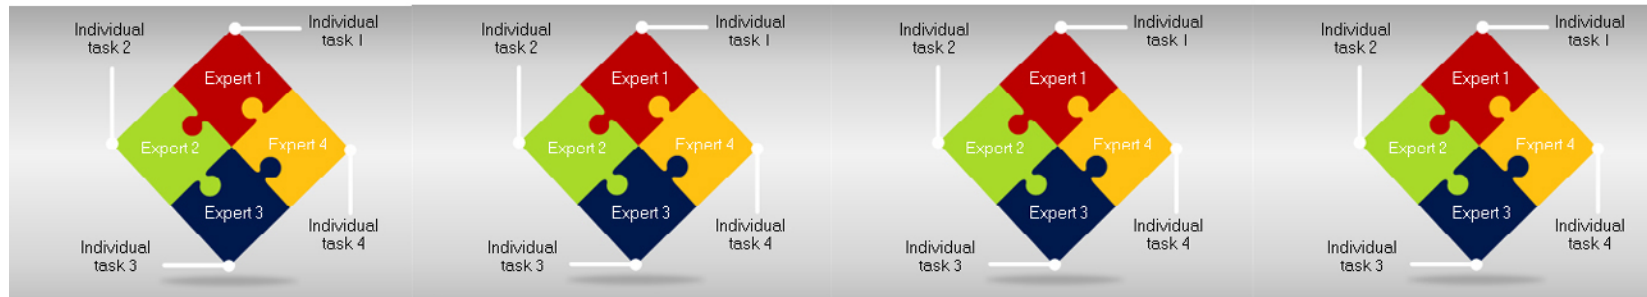 Individual
task 2
Individual
task 1
Expert 1
Expert 2
Expert 4
Expert 3
Individual
task 4
Individual
task 3
Individual
task 2
Individual
task 1
Expert 1
Expert 2
Expert 4
Expert 3
Individual
task 4
Individual
task 3
Individual
task 2
Individual
task 1
Expert 1
Expert 2
Expert 4
Expert 3
Individual
task 4
Individual
task 3
Individual
task 2
Individual
task 1
Expert 1
Expert 2
Expert 4
Expert 3
Individual
task 4
Individual
task 3